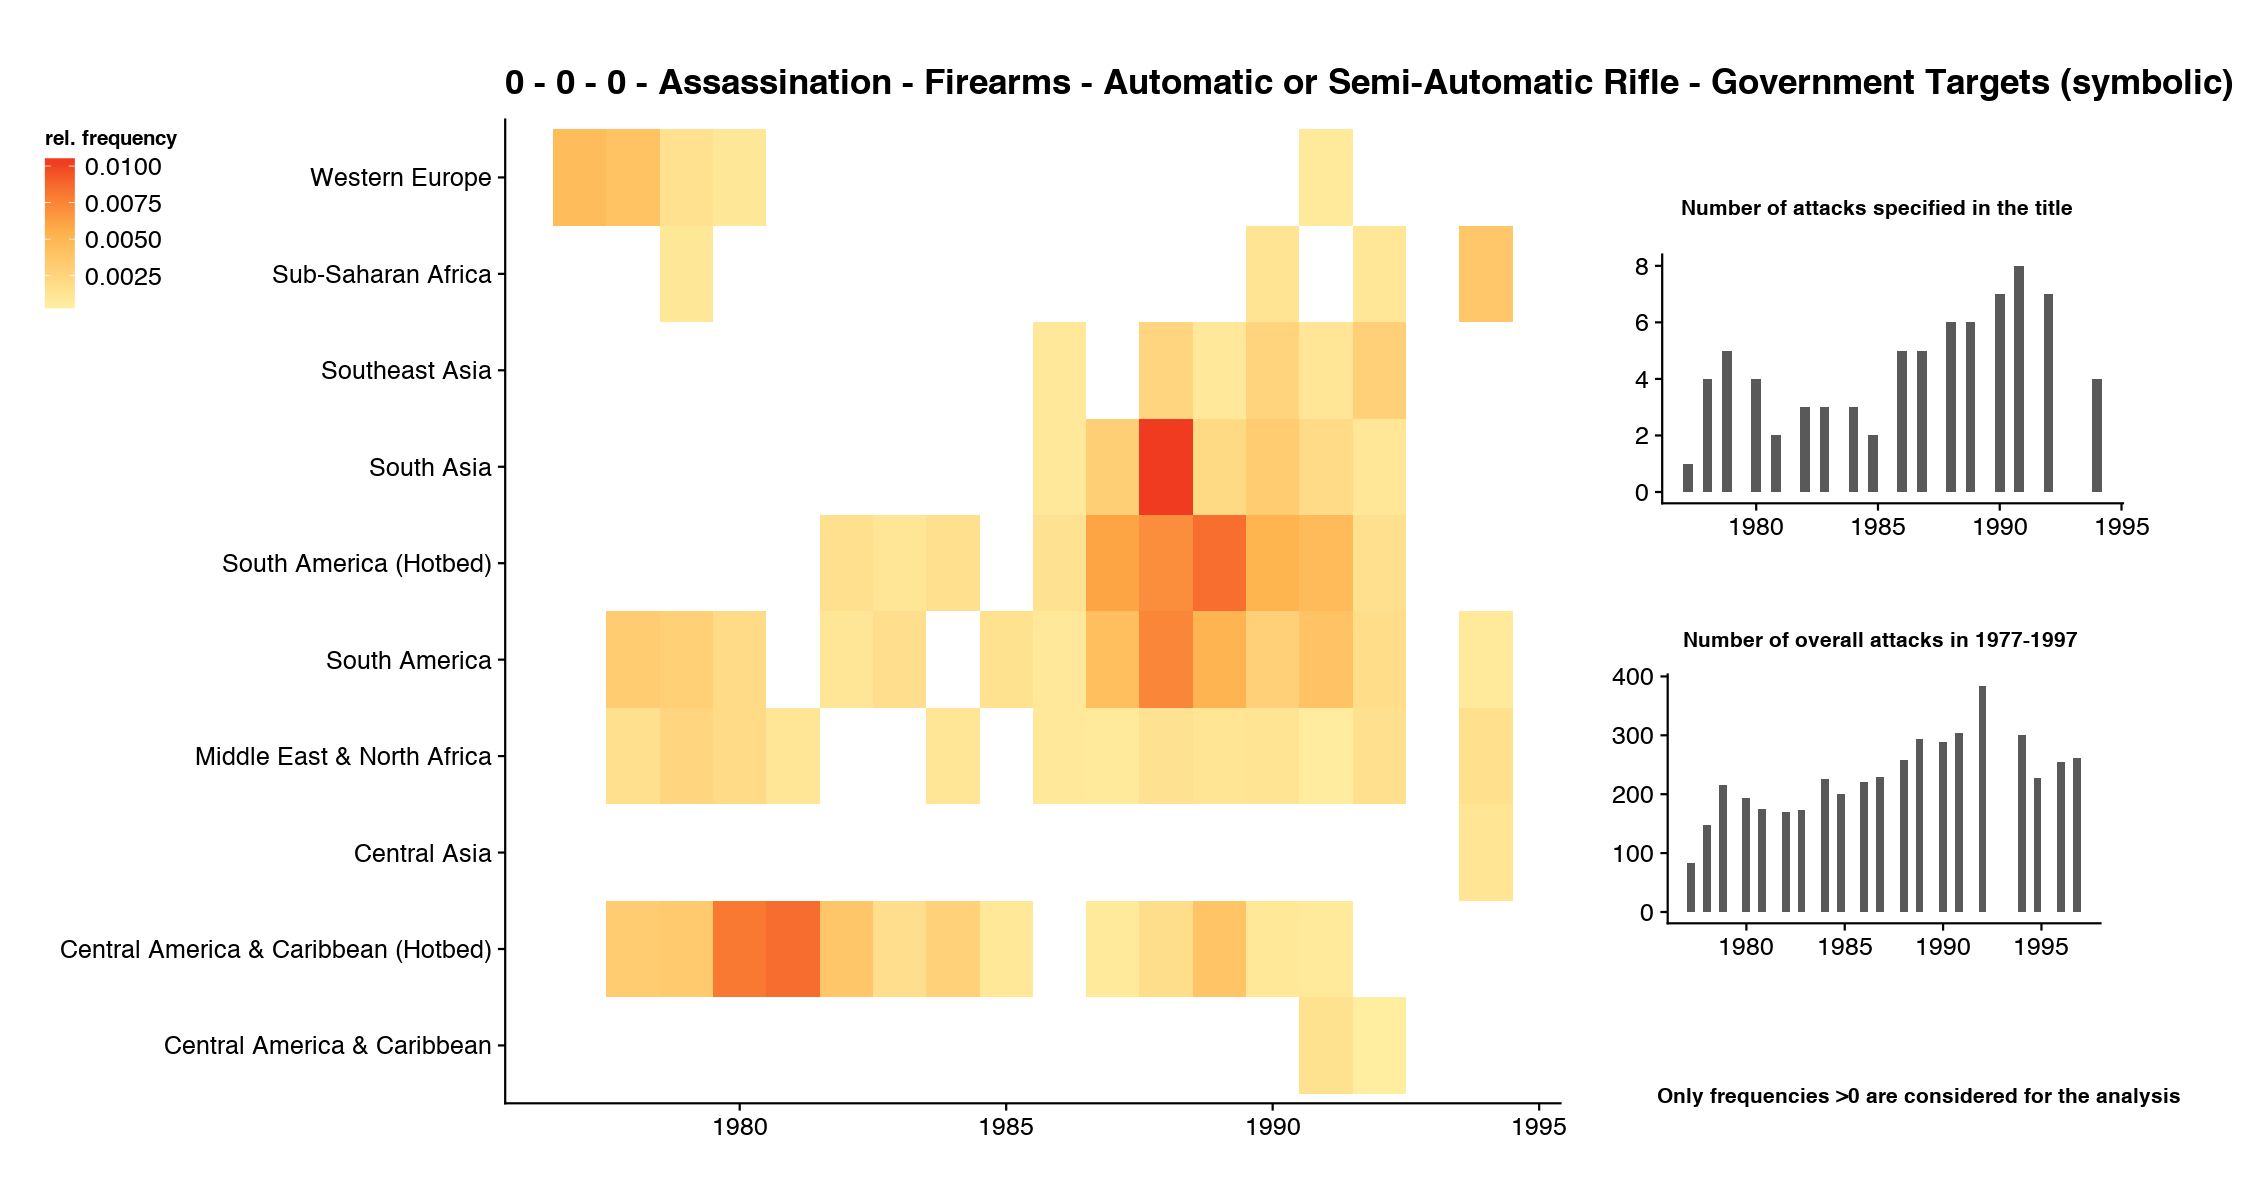 0 - 0 - 0 - Assassination - Firearms - Automatic or Semi-Automatic Rifle - Government Targets (symbolic)
rel. frequency
0.0100
0.0075
0.0050
0.0025
Western Europe
Sub-Saharan Africa
Southeast Asia
South Asia
South America (Hotbed)
South America
Middle East & North Africa
Central Asia
Central America & Caribbean (Hotbed)
Central America & Caribbean
1980 1985 1990 1995
Number of attacks specified in the title
8
6
4
2
0
1980 1985 1990 1995
Number of overall attacks in 1977-1997
400
300
200
100
0
1980 1985 1990 1995
Only frequencies >0 are considered for the analysis